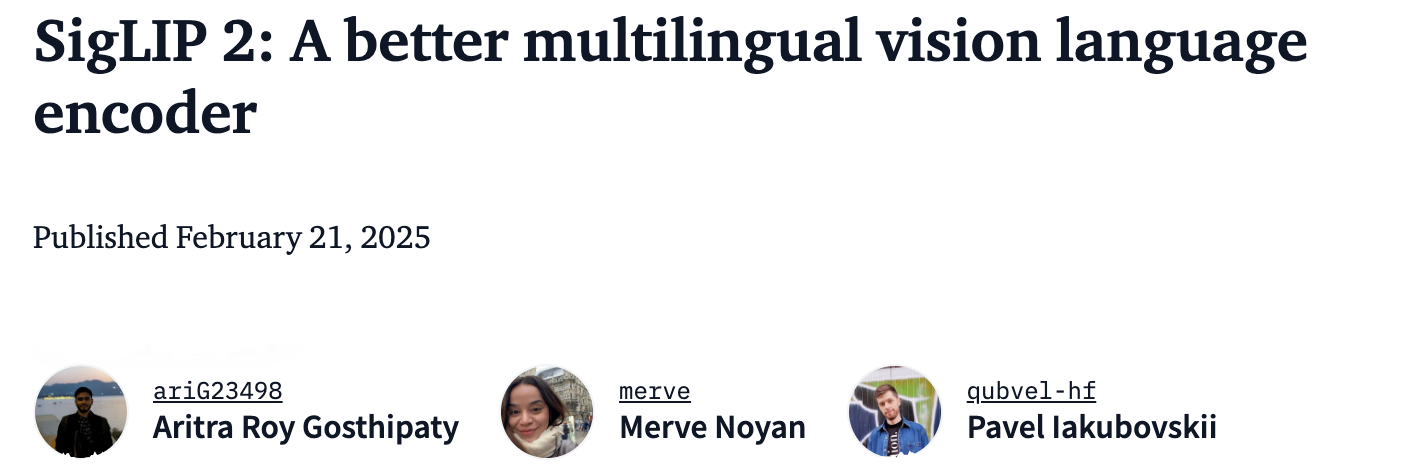 SigLIP 2: A better multilingual vision language
encoder
Published February 21, 2025
ariG23498
Aritra Roy Gosthipaty
merve
Merve Noyan
qubvel-hf
Pavel Iakubovskii